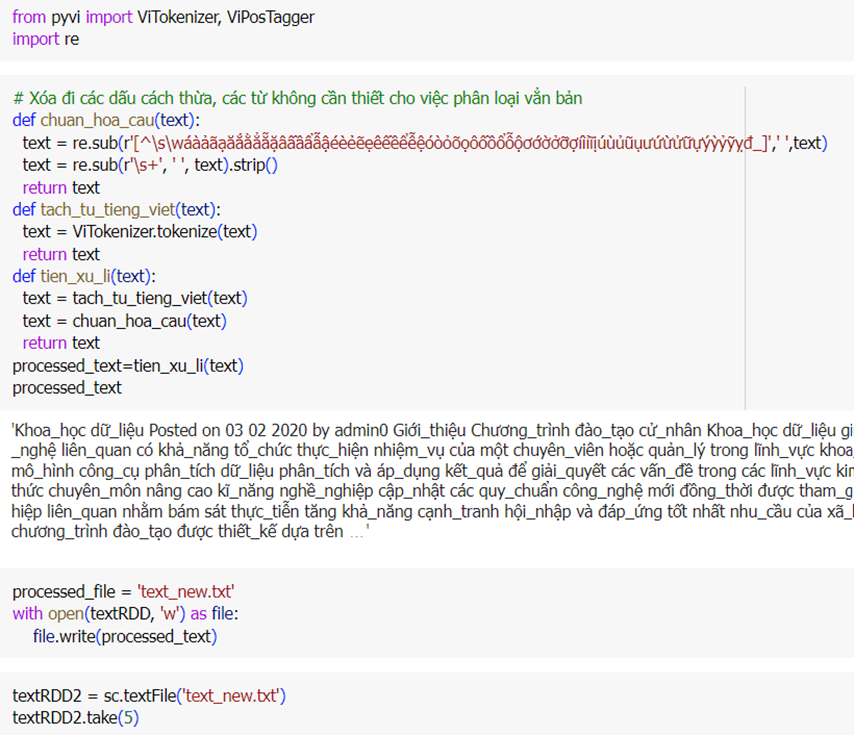 from pyvi import ViTokenizer, ViPosTagger
import re
# Xóa đi các dấu cách thừa, các từ không cần thiết cho việc phân loại vẳn bản
def chuan_hoa_cau(text):
text = re.sub(r'[^\s\wáàảãạăắằẳẵặâấầẩẫậéèẻẽẹêếềểễệóòỏõọôốồổỗộơớờởỡợíìỉĩịúùủũụưứừửữựýỳỷỹỵđ_]',' ',text)
text = re.sub(r'\s+', ' ', text).strip()
return text
def tach_tu_tieng_viet(text):
text = ViTokenizer.tokenize(text)
return text
def tien_xu_li(text):
text = tach_tu_tieng_viet(text)
text = chuan_hoa_cau(text)
return text
processed_text=tien_xu_li(text)
processed_text
'Khoa_học dữ_liệu Posted on 03 02 2020 by admin0 Giới_thiệu Chương_trình đào_tạo cử_nhân Khoa_học dữ_liệu gi
_nghệ liên_quan có khả_năng tổ_chức thực_hiện nhiệm_vụ của một chuyên_viên hoặc quản_lý trong lĩnh_vực khoa_
mô_hình công_cụ phân_tích dữ_liệu phân_tích và áp_dụng kết_quả để giải_quyết các vấn_đề trong các lĩnh_vực kin
thức chuyên_môn nâng cao kĩ_năng nghề_nghiệp cập_nhật các quy_chuẩn công_nghệ mới đồng_thời được tham_g
hiệp liên_quan nhằm bám sát thực_tiễn tăng khả_năng cạnh_tranh hội_nhập và đáp_ứng tốt nhất nhu_cầu của xã_l
chương_trình đào_tạo được thiết_kế dựa trên ...'
processed_file = 'text_new.txt'
with open(textRDD, 'w') as file:
file.write(processed_text)
textRDD2 = sc.textFile('text_new.txt')
textRDD2.take(5)